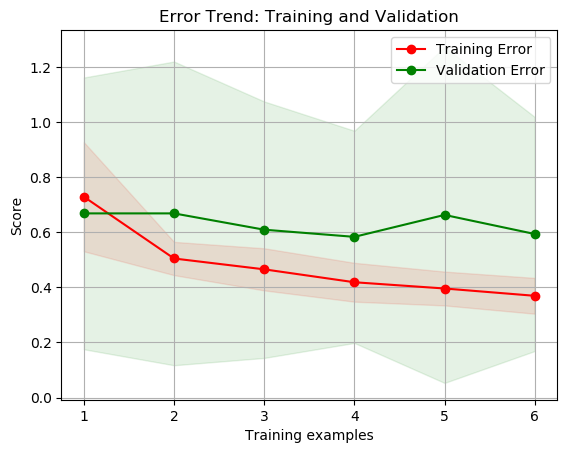 Error Trend: Training and Validation
Training Error
Validation Error
Score
1.2
1.0
0.8
0.6
0.4
0.2
0.0
1 2 3 4 5 6
Training examples